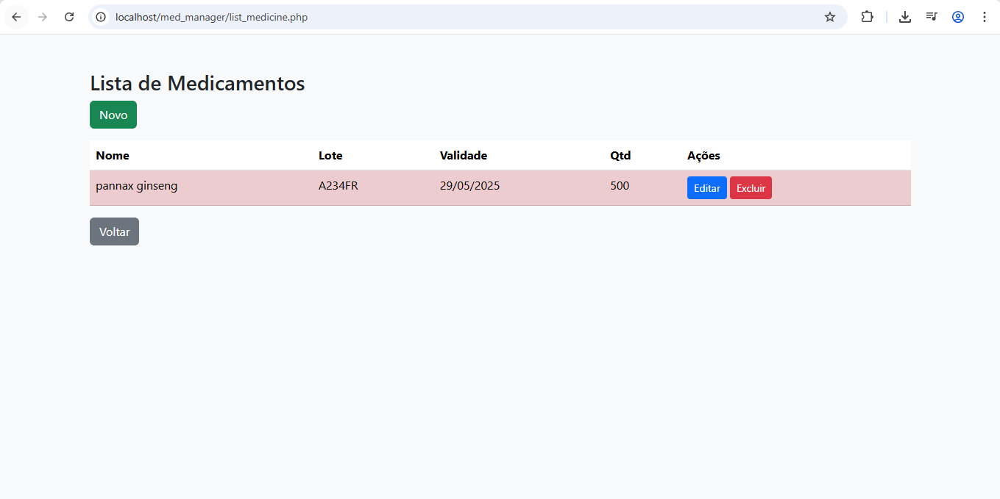 localhost/med_manager/list_medicine.php
Lista de Medicamentos
Novo
Nome Lote Validade Qtd Ações
pannax ginseng A234FR 29/05/2025 500 Editar Excluir
Voltar